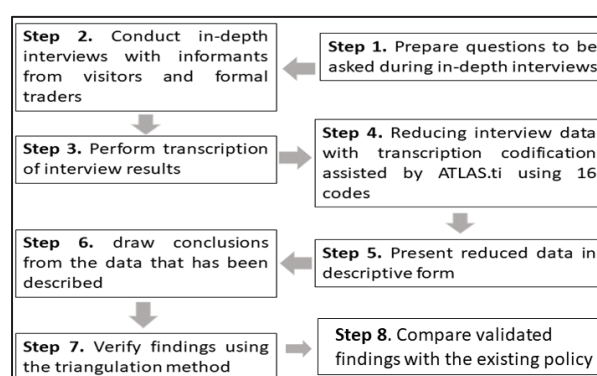 Step 1. Prepare questions to be
asked during in-depth interviews
Step 2. Conduct in-depth
interviews with informants
from visitors and formal
traders
Step 3. Perform transcription
of interview results
Step 4. Reducing interview data
with transcription codification
assisted by ATLAS.ti using 16
codes
Step 5. Present reduced data in
descriptive form
Step 6. draw conclusions
from the data that has been
described
Step 7. Verify findings using
the triangulation method
Step 8. Compare validated
findings with the existing policy